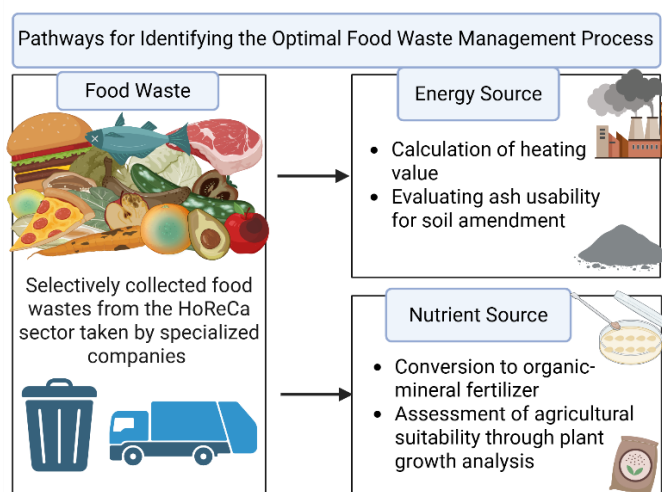 Pathways for Identifying the Optimal Food Waste Management Process
Food Waste
Selectively collected food
wastes from the HoReCa
sector taken by specialized
companies
Energy Source
• Calculation of heating
value
• Evaluating ash usability
for soil amendment
Nutrient Source
• Conversion to organic-
mineral fertilizer
• Assessment of agricultural
suitability through plant
growth analysis